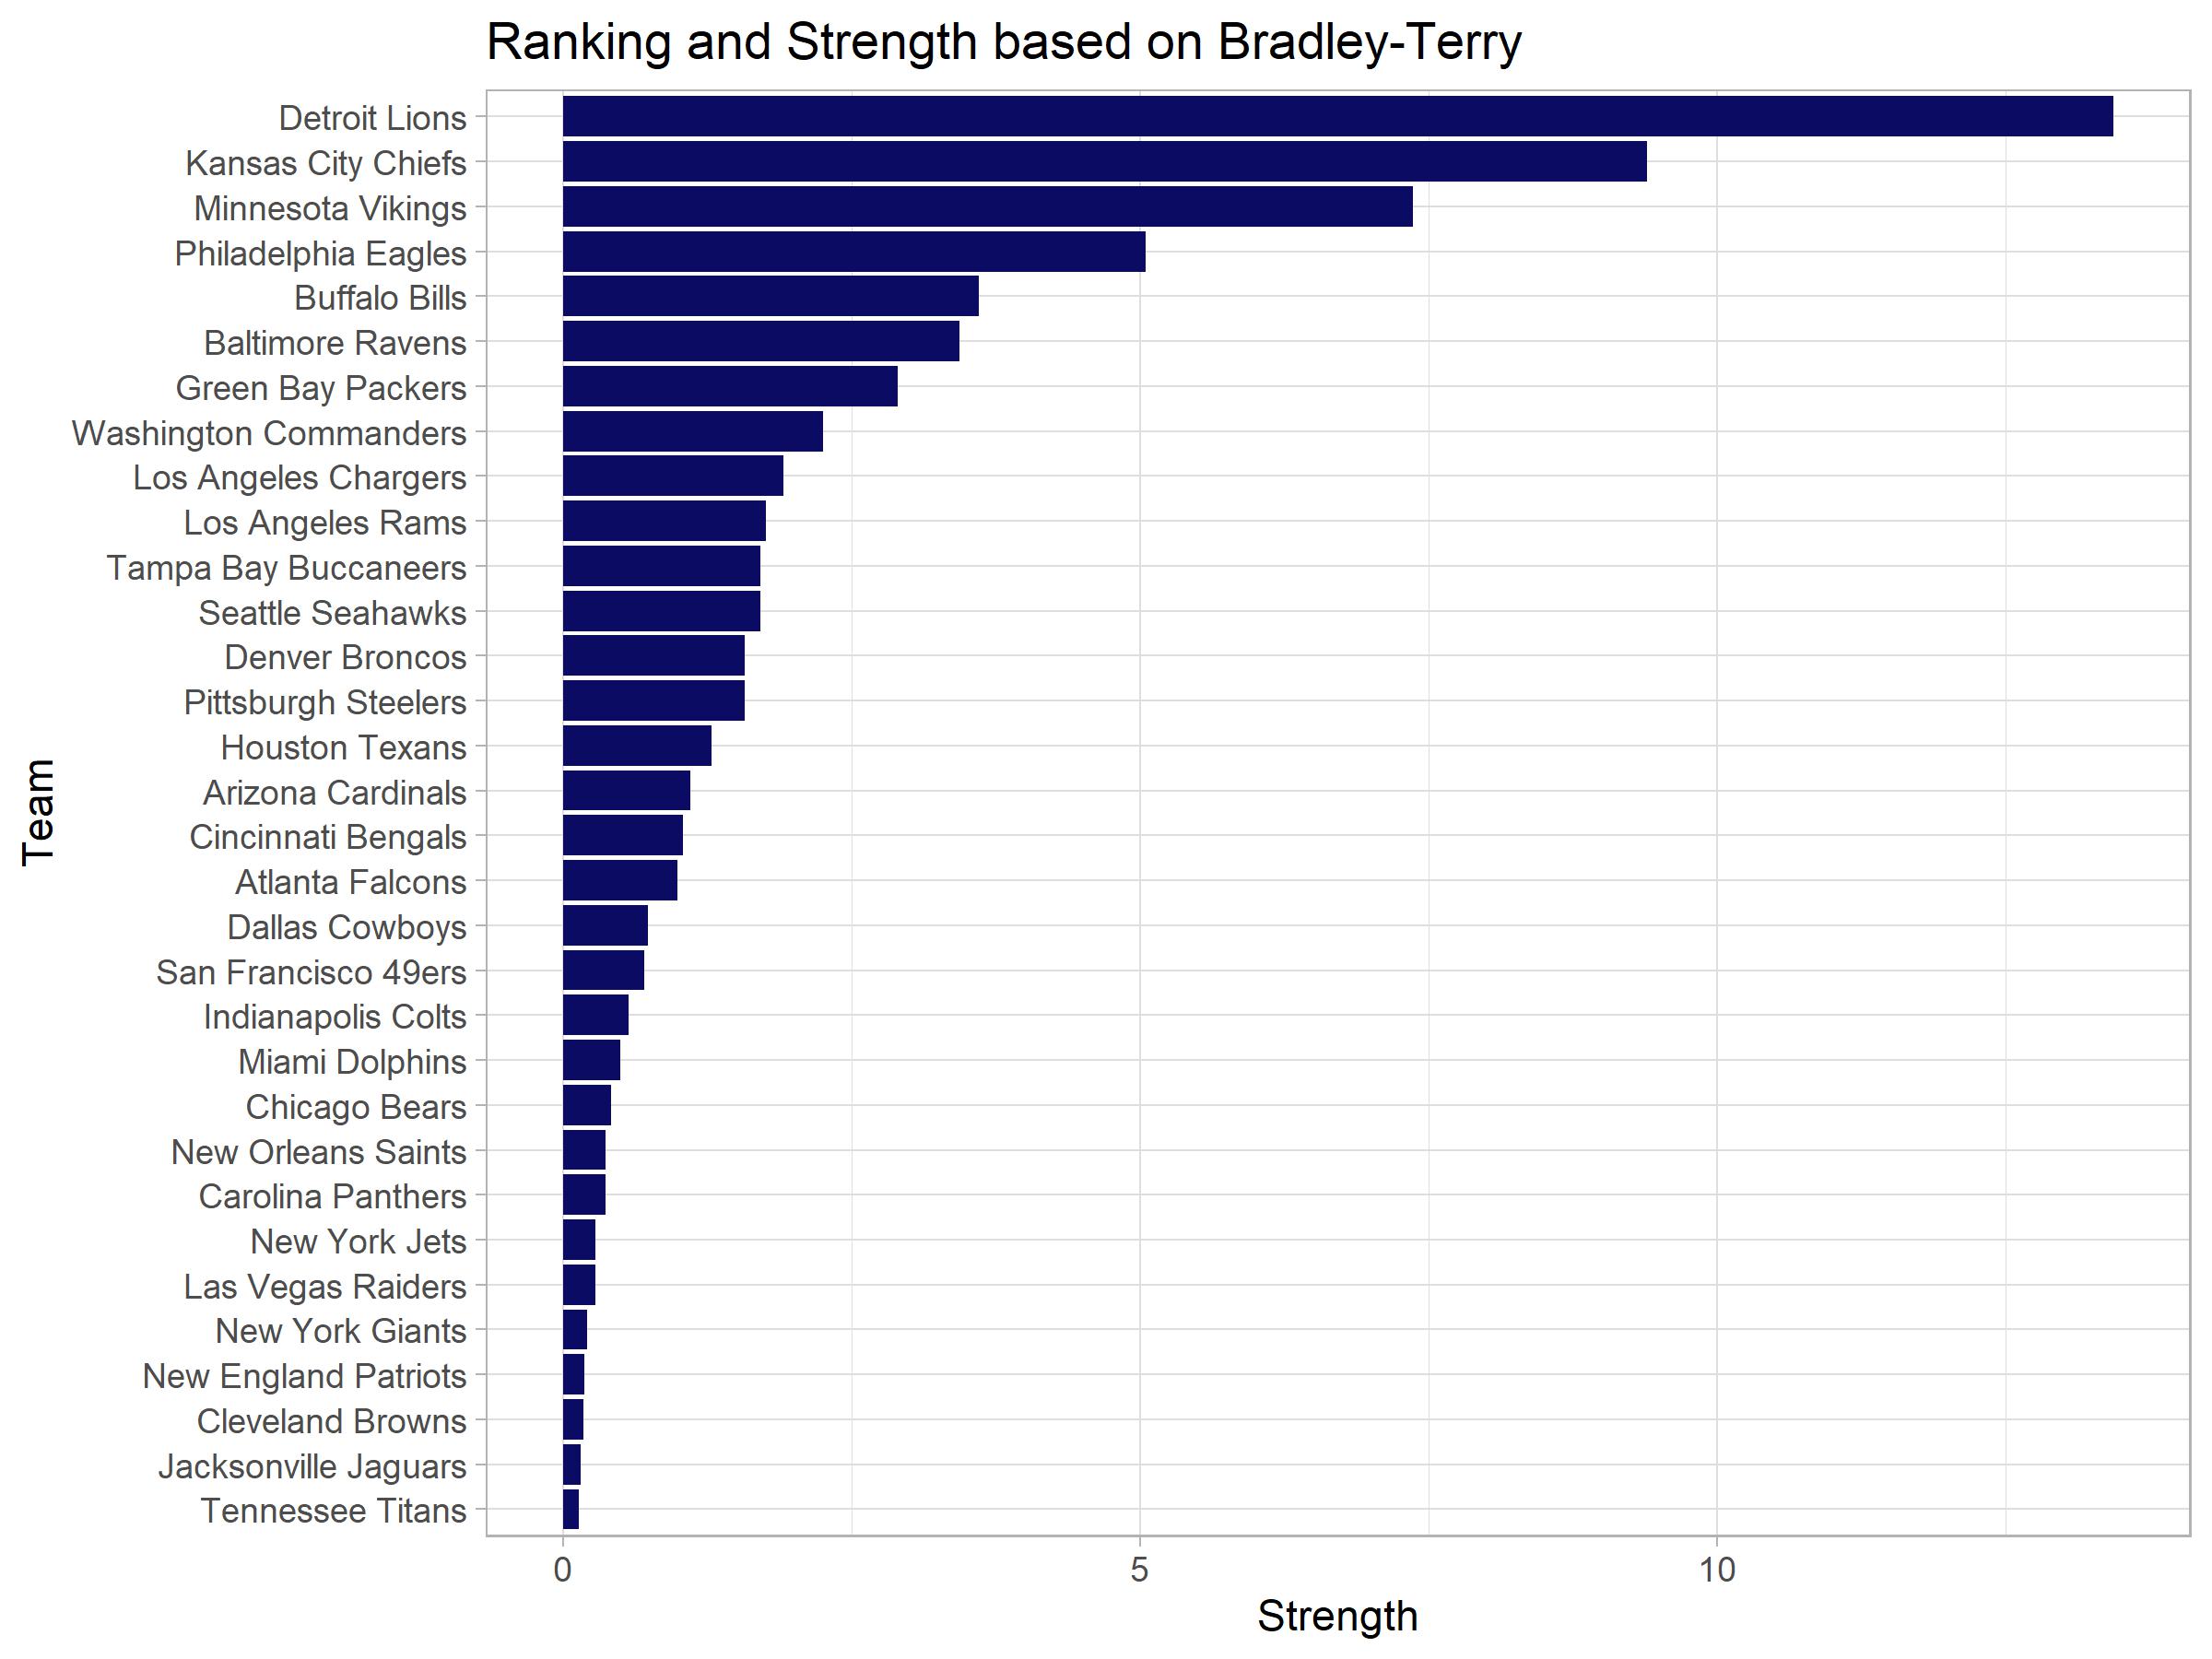 Ranking and Strength based on Bradley-Terry
Detroit Lions
Kansas City Chiefs
Minnesota Vikings
Philadelphia Eagles
Buffalo Bills
Baltimore Ravens
Green Bay Packers
Washington Commanders
Los Angeles Chargers
Los Angeles Rams
Tampa Bay Buccaneers
Seattle Seahawks
Denver Broncos
Pittsburgh Steelers
Houston Texans
Arizona Cardinals
Cincinnati Bengals
Atlanta Falcons
Dallas Cowboys
San Francisco 49ers
Indianapolis Colts
Miami Dolphins
Chicago Bears
New Orleans Saints
Carolina Panthers
New York Jets
Las Vegas Raiders
New York Giants
New England Patriots
Cleveland Browns
Jacksonville Jaguars
Tennessee Titans
Team
0 5 10
Strength